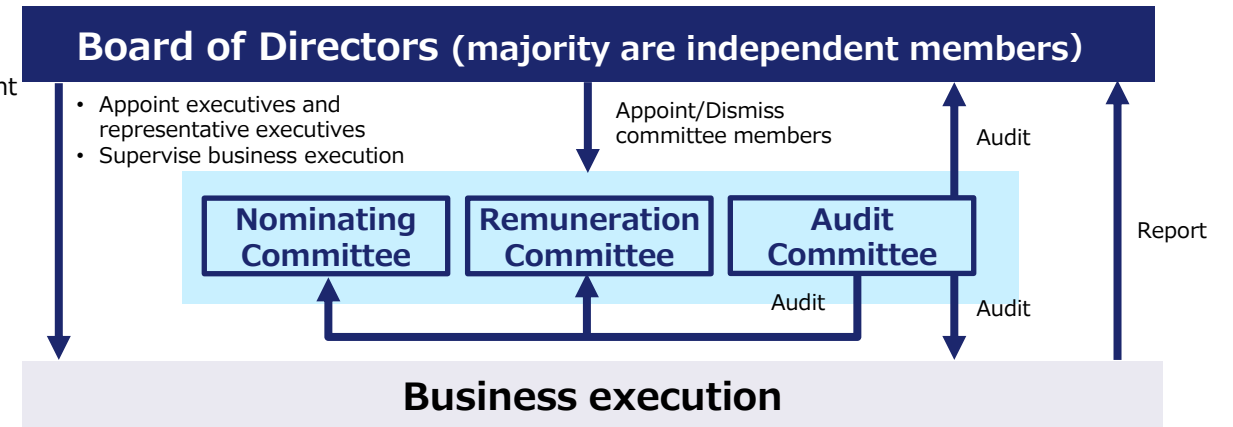 Board of Directors (majority are independent members）
nt
• Appoint executives and
representative executives
• Supervise business execution
Appoint/Dismiss
committee members
Audit
Nominating
Committee
Remuneration
Committee
Audit
Committee
Report
Audit
Audit
Business execution